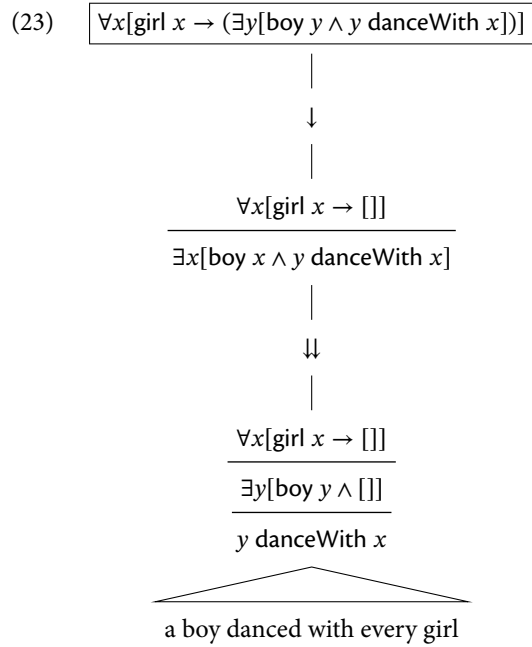 (23) ∀x[girl x → (∃y[boy y ∧ y danceWith x])]
↓
∀x[girl x → []]
∃x[boy x ∧ y danceWith x]
⇊
∀x[girl x → []]
∃y[boy y ∧ []]
y danceWith x
a boy danced with every girl